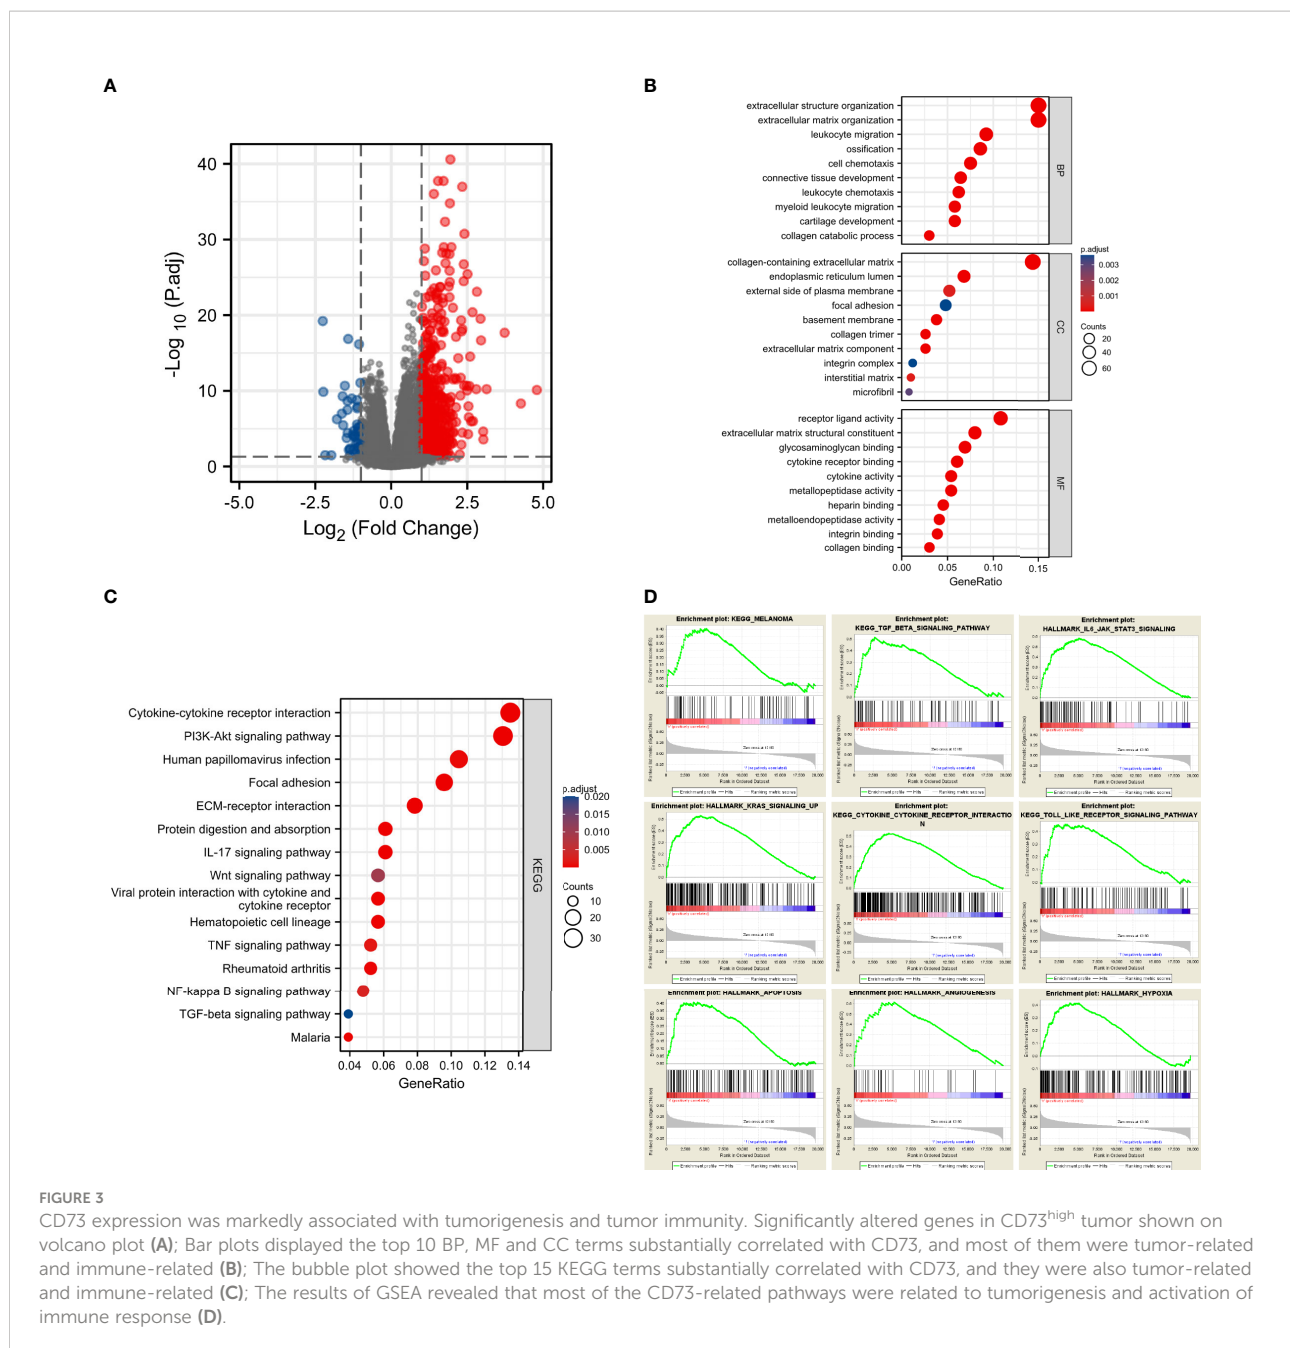 A
40
30
20
10
0
-Log 10 (P.adj)
-5.0 -2.5 0.0 2.5 5.0
Log2 (Fold Change)
B
extracellular structure organization
extracellular matrix organization
leukocyte migration
ossification
cell chemotaxis
connective tissue development
leukocyte chemotaxis
myeloid leukocyte migration
cartilage development
collagen catabolic process
BP
collagen-containing extracellular matrix
endoplasmic reticulum lumen
external side of plasma membrane
focal adhesion
basement membrane
collagen trimer
extracellular matrix component
integrin complex
interstitial matrix
microfibril
CC
receptor ligand activity
extracellular matrix structural constituent
glycosaminoglycan binding
cytokine receptor binding
cytokine activity
metallopeptidase activity
heparin binding
metalloendopeptidase activity
integrin binding
collagen binding
MF
0.00 0.05 0.10 0.15
GeneRatio
p.adjust
0.003
0.002
0.001
Counts
20
40
60
C
Cytokine-cytokine receptor interaction
PI3K-Akt signaling pathway
Human papillomavirus infection
Focal adhesion
ECM-receptor interaction
Protein digestion and absorption
IL-17 signaling pathway
Wnt signaling pathway
Viral protein interaction with cytokine and
cytokine receptor
Hematopoietic cell lineage
TNF signaling pathway
Rheumatoid arthritis
NF-kappa B signaling pathway
TGF-beta signaling pathway
Malaria
KEGG
0.04 0.06 0.08 0.10 0.12 0.14
GeneRatio
p.adjust
0.020
0.015
0.010
0.005
Counts
10
20
30
D
Enrichment plot: KEGG_MELANOMA
Enrichment plot:
KEGG_TGF_BETA_SIGNALING_PATHWAY
Enrichment plot:
HALLMARK_IL6_JAK_STAT3_SIGNALING
Enrichment plot: HALLMARK_KRAS_SIGNALING_UP
Enrichment plot:
KEGG_CYTOKINE_CYTOKINE_RECEPTOR_INTERACTIO
N
Enrichment plot:
KEGG_TOLL_LIKE_RECEPTOR_SIGNALING_PATHWAY
Enrichment plot: HALLMARK_APOPTOSIS
Enrichment plot: HALLMARK_ANGIOGENESIS
Enrichment plot: HALLMARK_HYPOXIA
Rank in Ordered Dataset
Enrichment profile Hits Ranking metric scores
FIGURE 3
CD73 expression was markedly associated with tumorigenesis and tumor immunity. Significantly altered genes in CD73high tumor shown on
volcano plot (A); Bar plots displayed the top 10 BP, MF and CC terms substantially correlated with CD73, and most of them were tumor-related
and immune-related (B); The bubble plot showed the top 15 KEGG terms substantially correlated with CD73, and they were also tumor-related
and immune-related (C); The results of GSEA revealed that most of the CD73-related pathways were related to tumorigenesis and activation of
immune response (D).